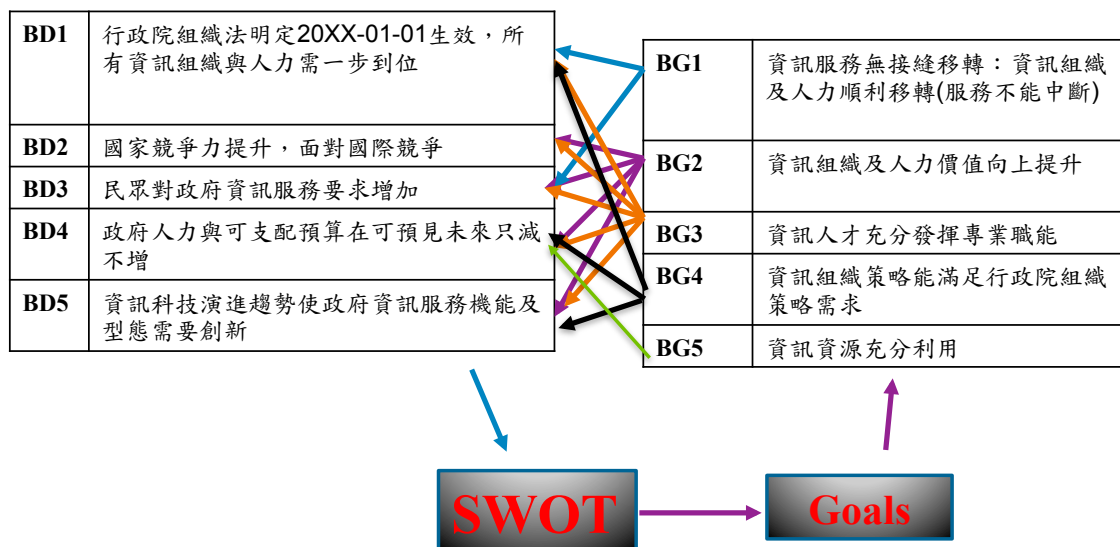 BD1
行政院組織法明定20XX-01-01生效，所
有資訊組織與人力需一步到位
BD2
國家競爭力提升，面對國際競爭
BD3
民眾對政府資訊服務要求增加
BD4
政府人力與可支配預算在可預見未來只減
不增
BD5
資訊科技演進趨勢使政府資訊服務機能及
型態需要創新
BG1
資訊服務無接縫移轉：資訊組織
及人力順利移轉(服務不能中斷)
BG2
資訊組織及人力價值向上提升
BG3
資訊人才充分發揮專業職能
BG4
資訊組織策略能滿足行政院組織
策略需求
BG5
資訊資源充分利用
SWOT
Goals